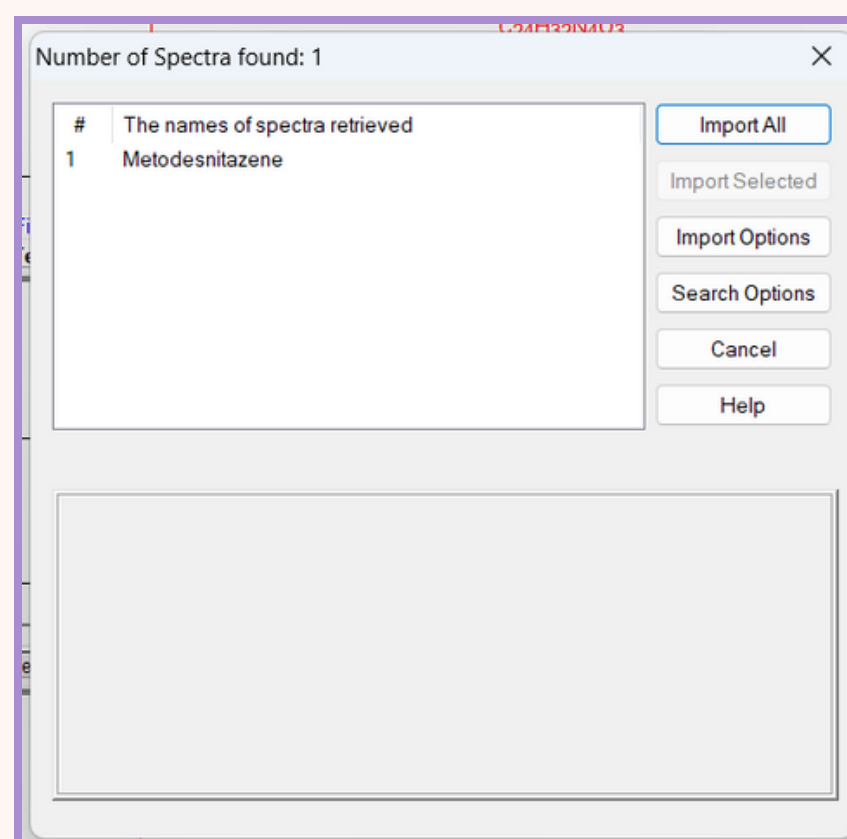 C24H32N4O3
Number of Spectra found: 1
# The names of spectra retrieved
1 Metodesnitazene
Import All
Import Selected
Import Options
Search Options
Cancel
Help